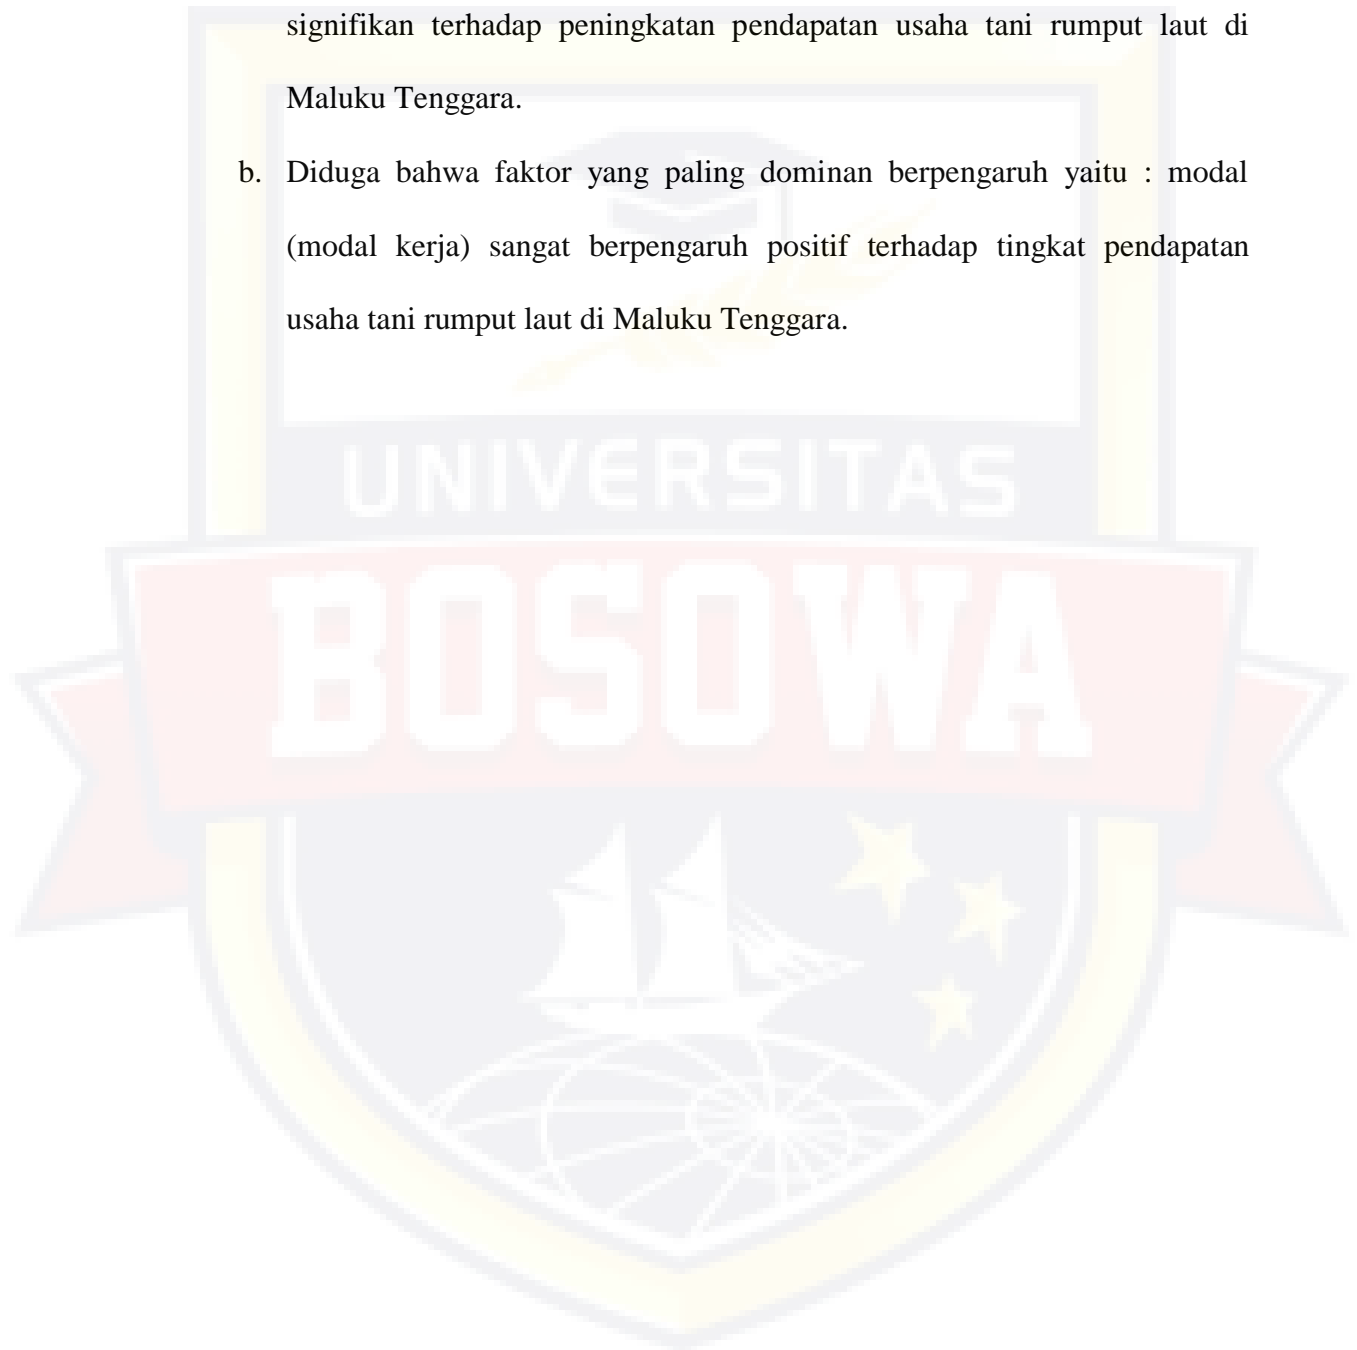 signifikan terhadap peningkatan pendapatan usaha tani rumput laut di
Maluku Tenggara.
b. Diduga bahwa faktor yang paling dominan berpengaruh yaitu : modal
(modal kerja) sangat berpengaruh positif terhadap tingkat pendapatan
usaha tani rumput laut di Maluku Tenggara.
UNIVERSITAS
BOSOWA